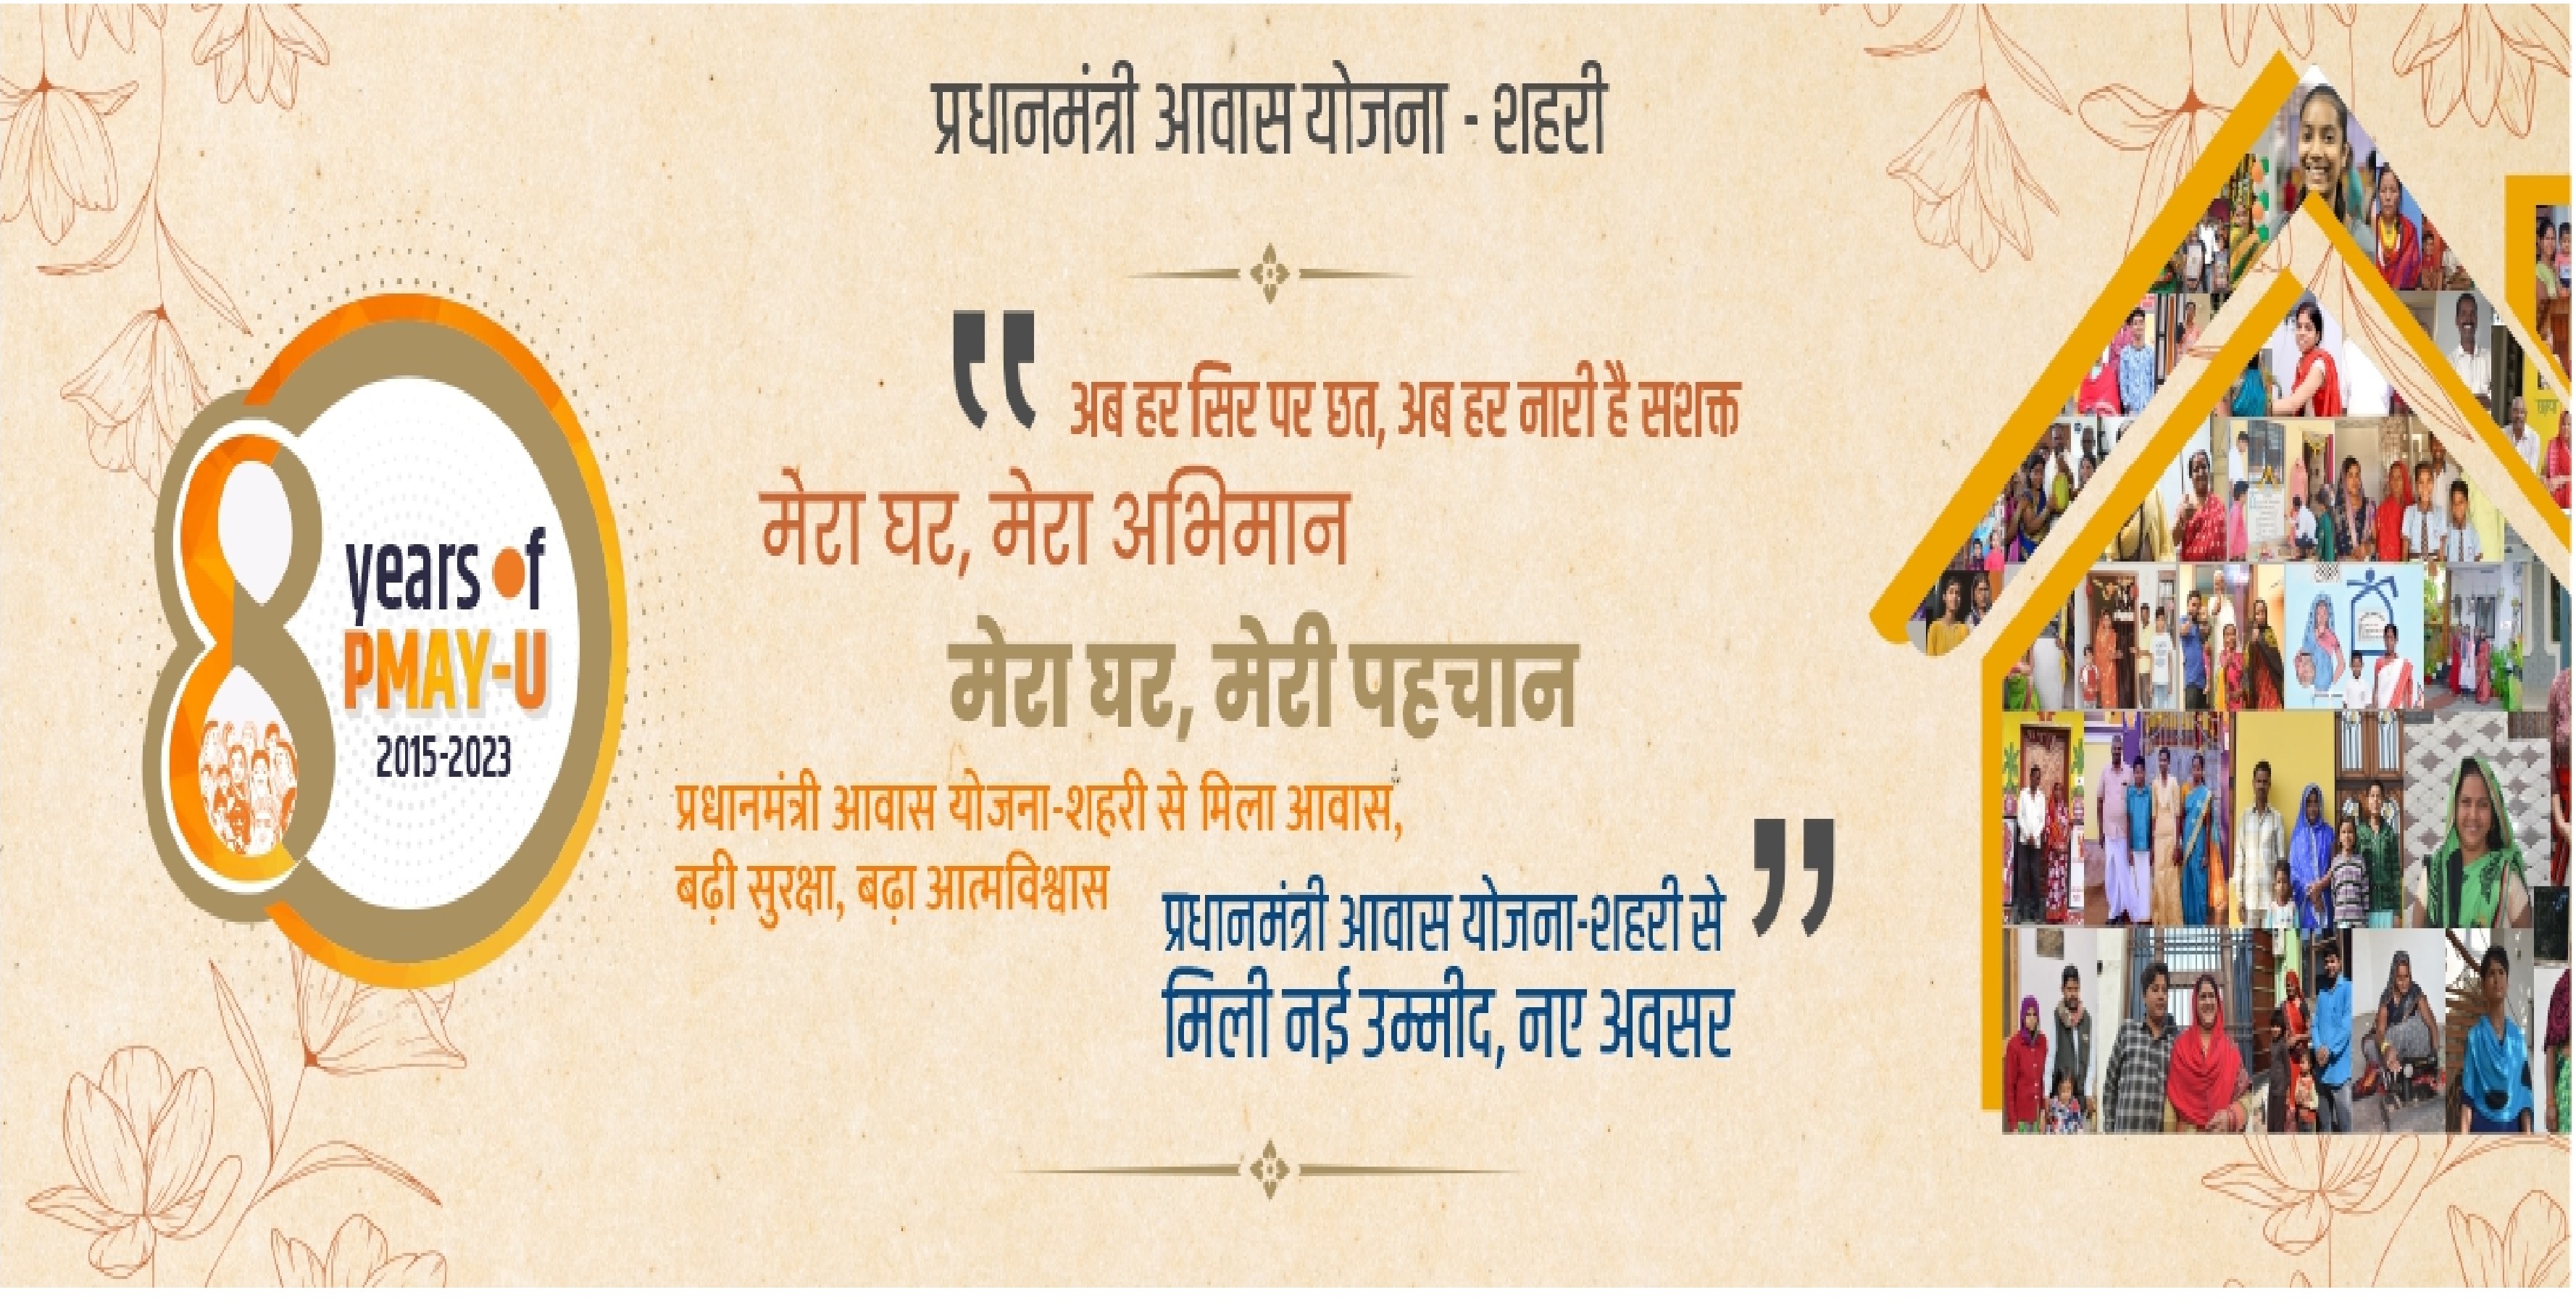 प्रधानमंत्री आवास योजना - शहरी
8 years of
PMAY-U
2015-2023
" अब हर सिर पर छत, अब हर नारी है सशक्त
मेरा घर, मेरा अभिमान
मेरा घर, मेरी पहचान
प्रधानमंत्री आवास योजना-शहरी से मिला आवास,
बढ़ी सुरक्षा, बढ़ा आत्मविश्वास
प्रधानमंत्री आवास योजना-शहरी से "
मिली नई उम्मीद, नए अवसर